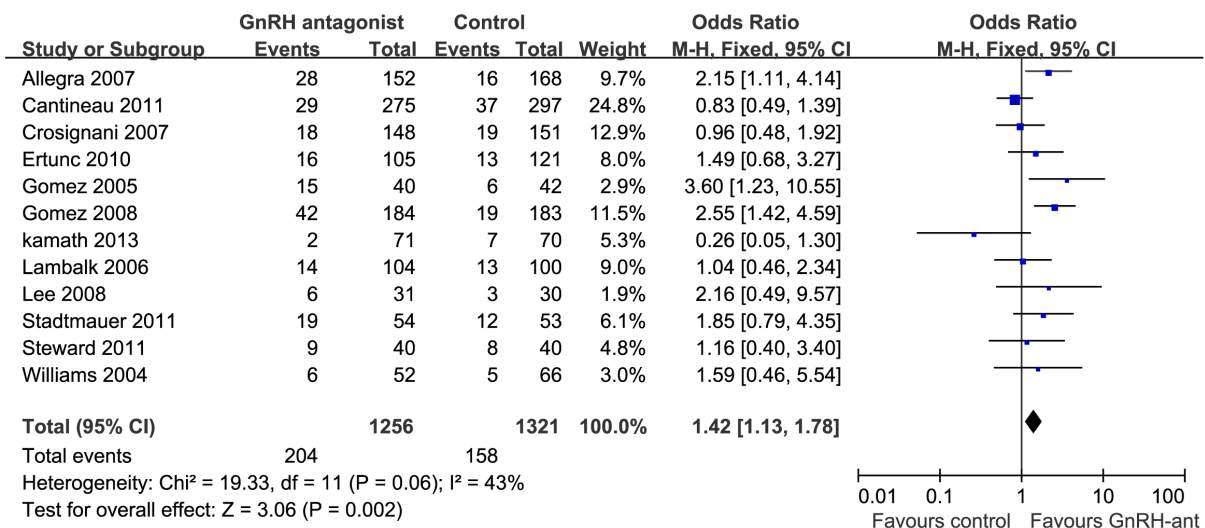 GnRH antagonist Control Odds Ratio Odds Ratio
Study or Subgroup Events Total Events Total Weight M-H, Fixed, 95% CI M-H, Fixed, 95% CI
Allegra 2007 28 152 16 168 9.7% 2.15 [1.11, 4.14]
Cantineau 2011 29 275 37 297 24.8% 0.83 [0.49, 1.39]
Crosignani 2007 18 148 19 151 12.9% 0.96 [0.48, 1.92]
Ertunc 2010 16 105 13 121 8.0% 1.49 [0.68, 3.27]
Gomez 2005 15 40 6 42 2.9% 3.60 [1.23, 10.55]
Gomez 2008 42 184 19 183 11.5% 2.55 [1.42, 4.59]
kamath 2013 2 71 7 70 5.3% 0.26 [0.05, 1.30]
Lambalk 2006 14 104 13 100 9.0% 1.04 [0.46, 2.34]
Lee 2008 6 31 3 30 1.9% 2.16 [0.49, 9.57]
Stadtmauer 2011 19 54 12 53 6.1% 1.85 [0.79, 4.35]
Steward 2011 9 40 8 40 4.8% 1.16 [0.40, 3.40]
Williams 2004 6 52 5 66 3.0% 1.59 [0.46, 5.54]
Total (95% CI) 1256 1321 100.0% 1.42 [1.13, 1.78]
Total events 204 158
Heterogeneity: Chi² = 19.33, df = 11 (P = 0.06); I² = 43%
Test for overall effect: Z = 3.06 (P = 0.002)
0.01 0.1 1 10 100
Favours control Favours GnRH-ant